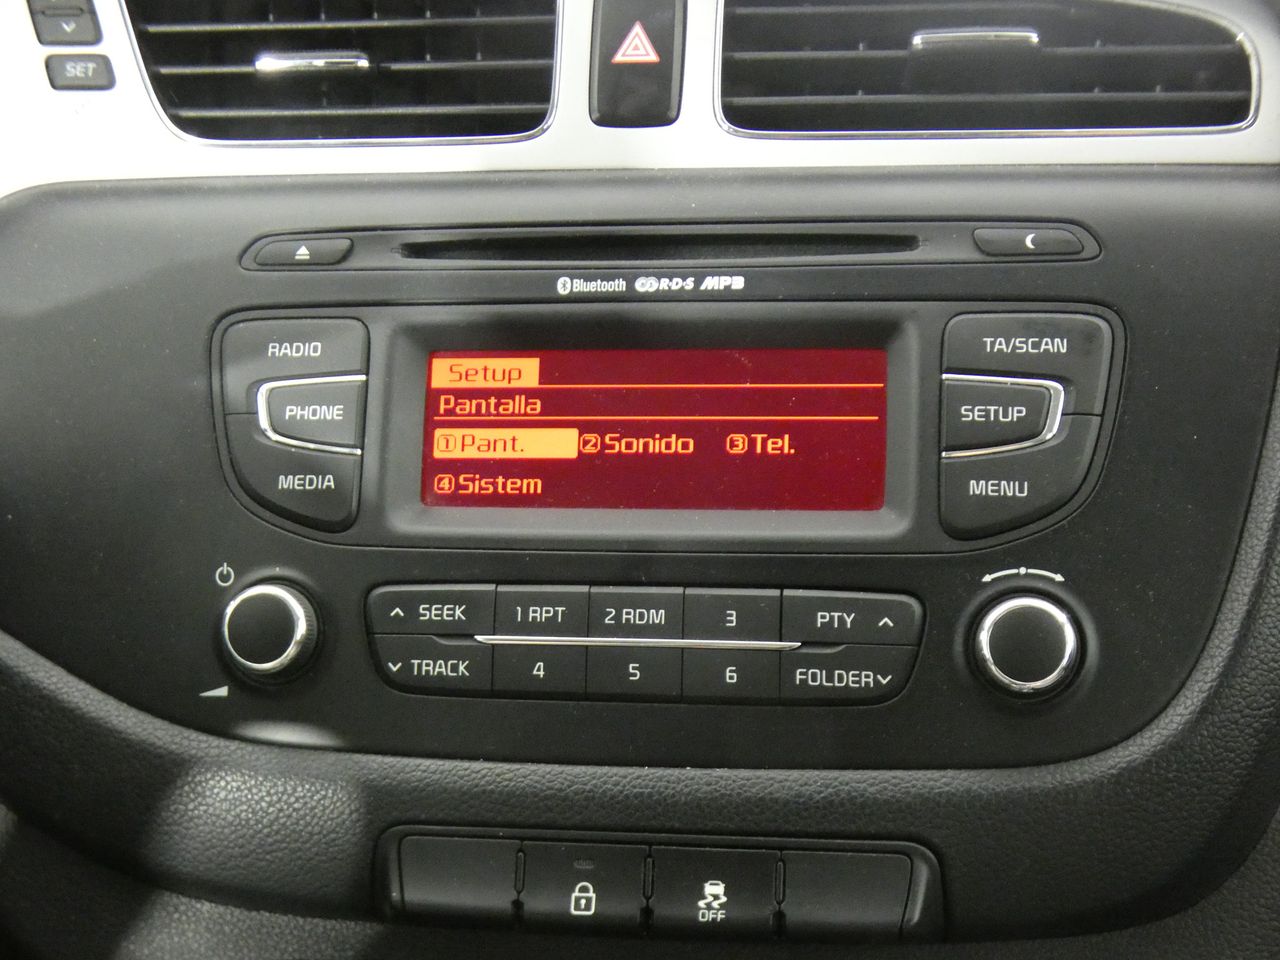 SET
Bluetooth R·D·S MP3
RADIO
PHONE
MEDIA
Setup
Pantalla
①Pant. ②Sonido ③Tel.
④Sistem
TA/SCAN
SETUP
MENU
SEEK 1 RPT 2 RDM 3 PTY
TRACK 4 5 6 FOLDER
OFF